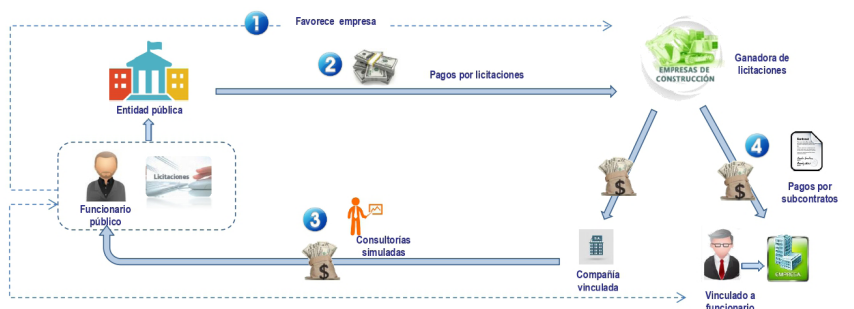 1
Favorece empresa
2
Pagos por licitaciones
EMPRESAS DE
CONSTRUCCIÓN
Ganadora de
licitaciones
Entidad pública
Licitaciones
Funcionario
público
3
Consultorías
simuladas
$
$
Compañía
vinculada
$
4
Pagos por
subcontratos
EMPRESA
Vinculado a
funcionario